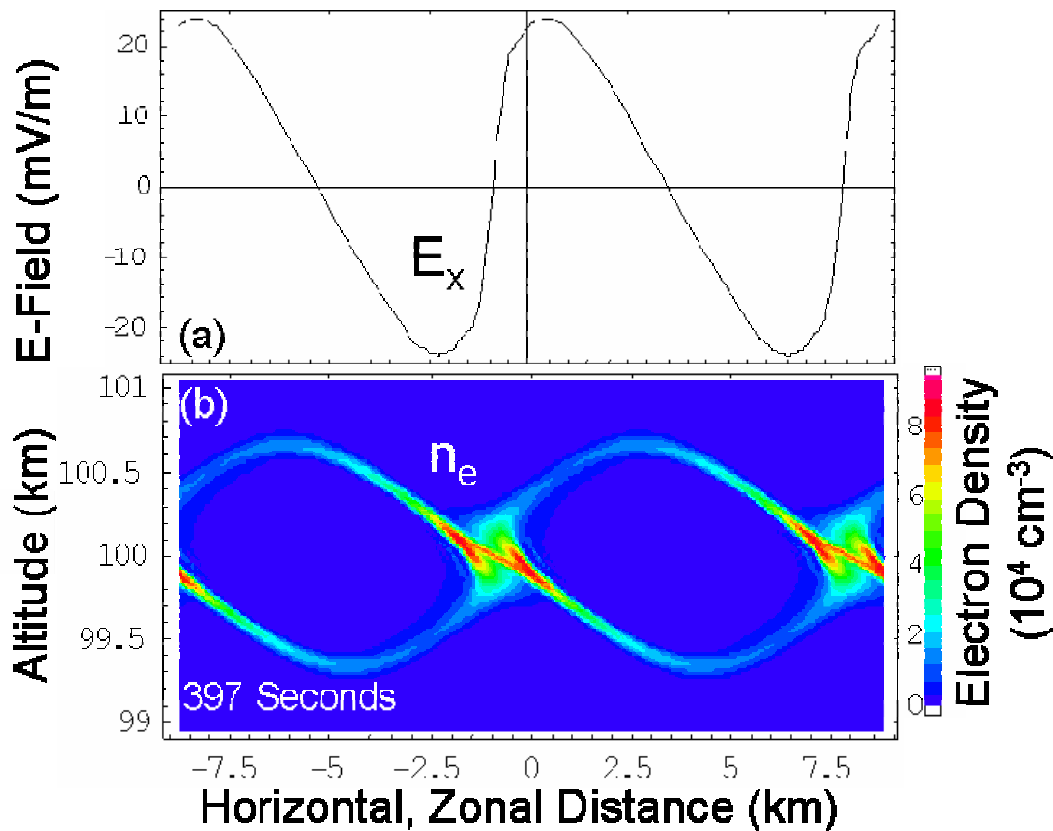 E-Field (mV/m)
20
10
0
-10
-20
E_x
(a)
Altitude (km)
101
100.5
100
99.5
99
(b)
n_e
397 Seconds
8
6
4
2
0
Electron Density
(10⁴ cm⁻³)
-7.5 -5 -2.5 0 2.5 5 7.5
Horizontal, Zonal Distance (km)